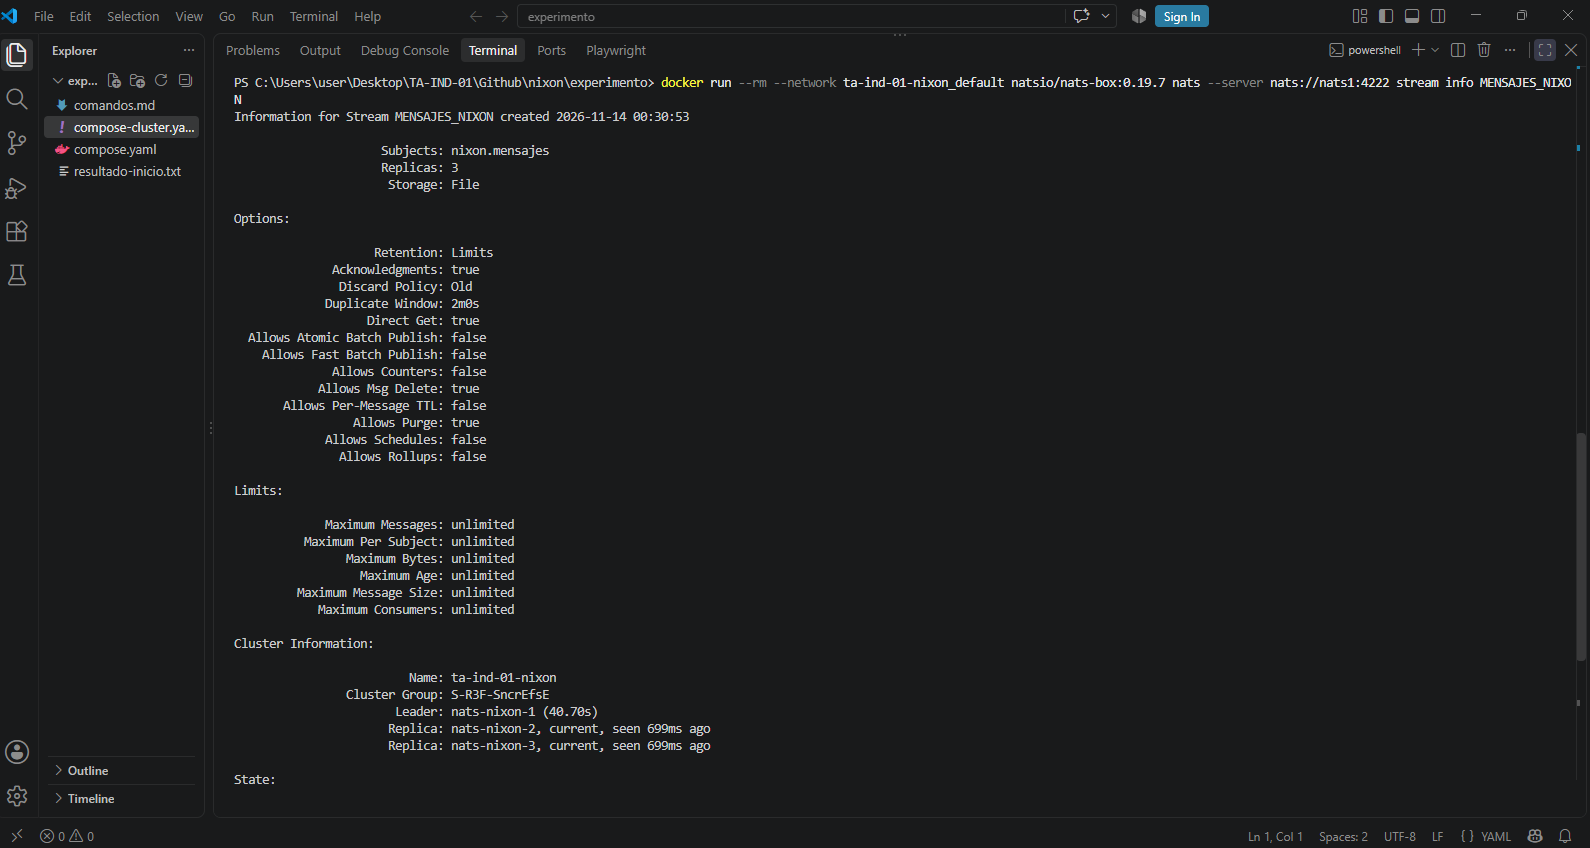 File Edit Selection View Go Run Terminal Help
experimento
Sign In
Explorer
Problems Output Debug Console Terminal Ports Playwright
powershell
exp...
comandos.md
compose-cluster.ya...
compose.yaml
resultado-inicio.txt
PS C:\Users\user\Desktop\TA-IND-01\Github\nixon\experimento> docker run --rm --network ta-ind-01-nixon_default natsio/nats-box:0.19.7 nats --server nats://nats1:4222 stream info MENSAJES_NIXO
N
Information for Stream MENSAJES_NIXON created 2026-11-14 00:30:53
Subjects: nixon.mensajes
Replicas: 3
Storage: File
Options:
Retention: Limits
Acknowledgments: true
Discard Policy: Old
Duplicate Window: 2m0s
Direct Get: true
Allows Atomic Batch Publish: false
Allows Fast Batch Publish: false
Allows Counters: false
Allows Msg Delete: true
Allows Per-Message TTL: false
Allows Purge: true
Allows Schedules: false
Allows Rollups: false
Limits:
Maximum Messages: unlimited
Maximum Per Subject: unlimited
Maximum Bytes: unlimited
Maximum Age: unlimited
Maximum Message Size: unlimited
Maximum Consumers: unlimited
Cluster Information:
Name: ta-ind-01-nixon
Cluster Group: S-R3F-SncrEfsE
Leader: nats-nixon-1 (40.70s)
Replica: nats-nixon-2, current, seen 699ms ago
Replica: nats-nixon-3, current, seen 699ms ago
State:
Outline
Timeline
0 0
Ln 1, Col 1 Spaces: 2 UTF-8 LF { } YAML